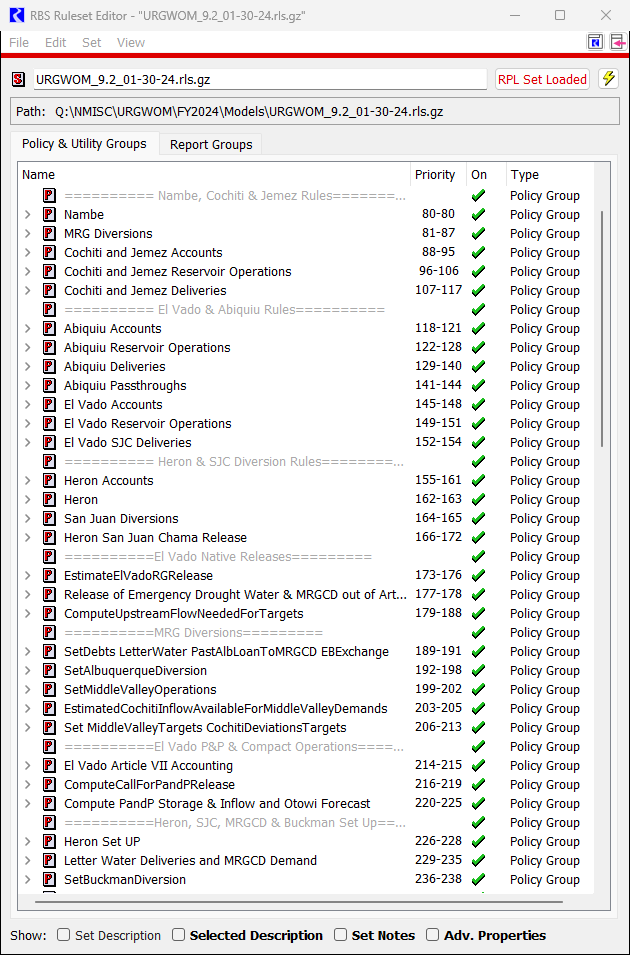 RBS Ruleset Editor - "URGWOM_9.2_01-30-24.rls.gz"
File Edit Set View
S URGWOM_9.2_01-30-24.rls.gz RPL Set Loaded
Path: Q:\NMISC\URGWOM\FY2024\Models\URGWOM_9.2_01-30-24.rls.gz
Policy & Utility Groups Report Groups
Name Priority On Type
P ========== Nambe, Cochiti & Jemez Rules=======... Policy Group
P Nambe 80-80 Policy Group
P MRG Diversions 81-87 Policy Group
P Cochiti and Jemez Accounts 88-95 Policy Group
P Cochiti and Jemez Reservoir Operations 96-106 Policy Group
P Cochiti and Jemez Deliveries 107-117 Policy Group
P ========== El Vado & Abiquiu Rules========== Policy Group
P Abiquiu Accounts 118-121 Policy Group
P Abiquiu Reservoir Operations 122-128 Policy Group
P Abiquiu Deliveries 129-140 Policy Group
P Abiquiu Passthroughs 141-144 Policy Group
P El Vado Accounts 145-148 Policy Group
P El Vado Reservoir Operations 149-151 Policy Group
P El Vado SJC Deliveries 152-154 Policy Group
P ========== Heron & SJC Diversion Rules========... Policy Group
P Heron Accounts 155-161 Policy Group
P Heron 162-163 Policy Group
P San Juan Diversions 164-165 Policy Group
P Heron San Juan Chama Release 166-172 Policy Group
P ==========El Vado Native Releases========= Policy Group
P EstimateElVadoRGRelease 173-176 Policy Group
P Release of Emergency Drought Water & MRGCD out of Art... 177-178 Policy Group
P ComputeUpstreamFlowNeededForTargets 179-188 Policy Group
P ==========MRG Diversions========= Policy Group
P SetDebts LetterWater PastAlbLoanToMRGCD EBExchange 189-191 Policy Group
P SetAlbuquerqueDiversion 192-198 Policy Group
P SetMiddleValleyOperations 199-202 Policy Group
P EstimatedCochitiInflowAvailableForMiddleValleyDemands 203-205 Policy Group
P Set MiddleValleyTargets CochitiDeviationsTargets 206-213 Policy Group
P ==========El Vado P&P & Compact Operations====... Policy Group
P El Vado Article VII Accounting 214-215 Policy Group
P ComputeCallForPandPRelease 216-219 Policy Group
P Compute PandP Storage & Inflow and Otowi Forecast 220-225 Policy Group
P ==========Heron, SJC, MRGCD & Buckman Set Up==... Policy Group
P Heron Set UP 226-228 Policy Group
P Letter Water Deliveries and MRGCD Demand 229-235 Policy Group
P SetBuckmanDiversion 236-238 Policy Group
Show: Set Description Selected Description Set Notes Adv. Properties